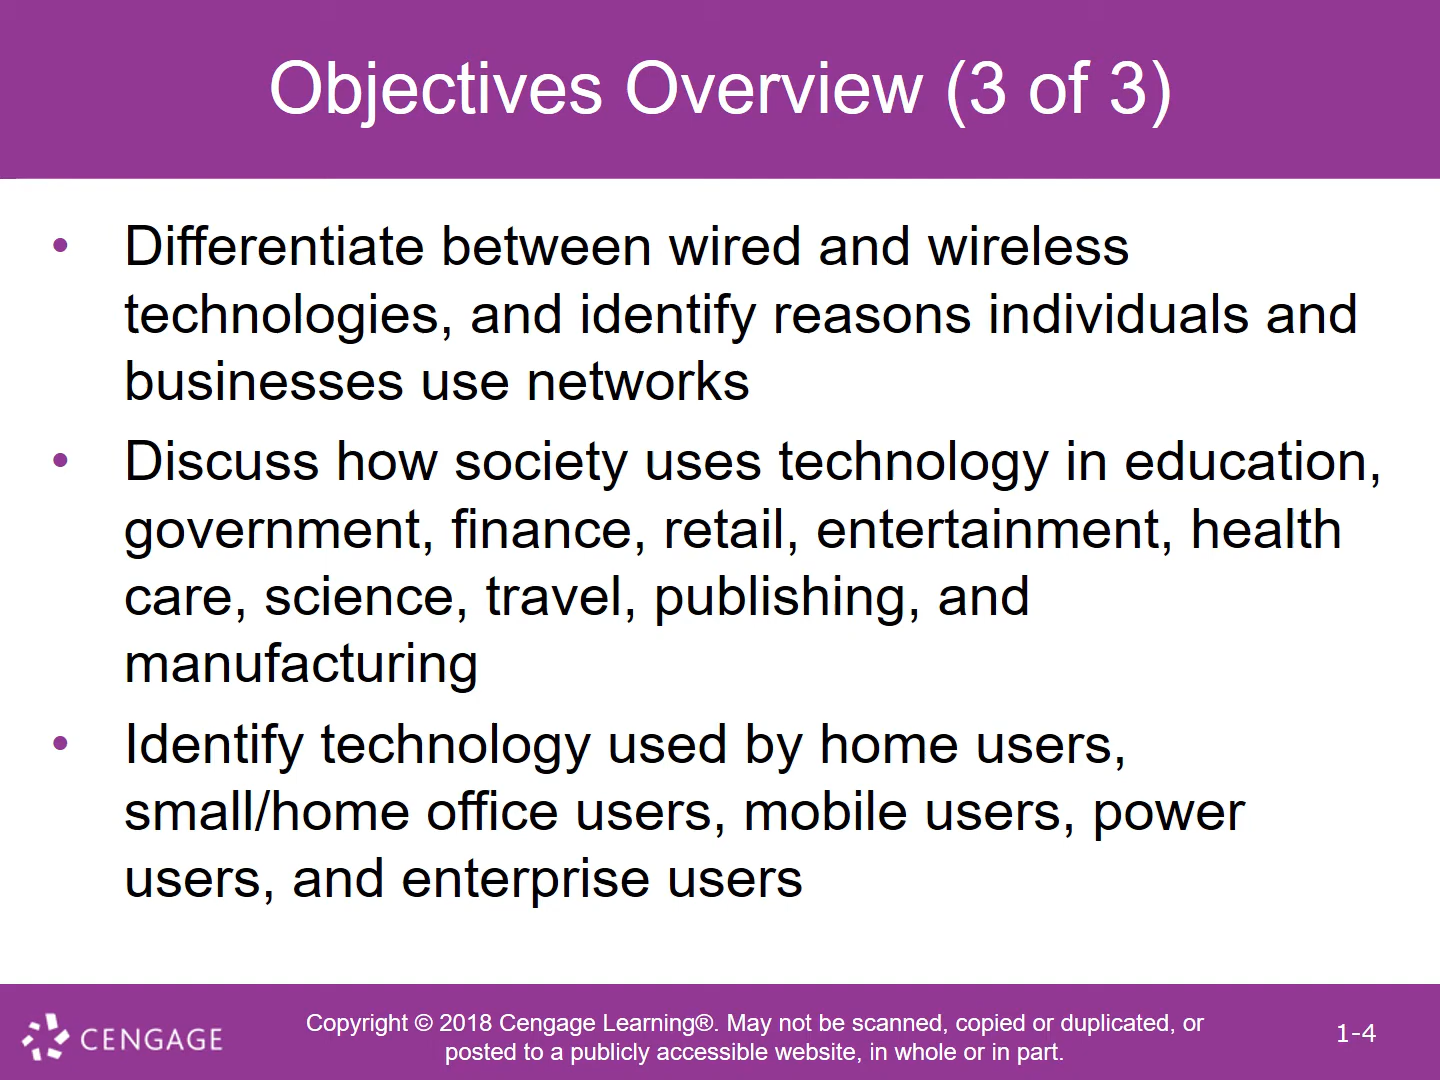 Objectives Overview (3 of 3)
• Differentiate between wired and wireless
technologies, and identify reasons individuals and
businesses use networks
• Discuss how society uses technology in education,
government, finance, retail, entertainment, health
care, science, travel, publishing, and
manufacturing
• Identify technology used by home users,
small/home office users, mobile users, power
users, and enterprise users
CENGAGE
Copyright © 2018 Cengage Learning®. May not be scanned, copied or duplicated, or
posted to a publicly accessible website, in whole or in part.
1-4